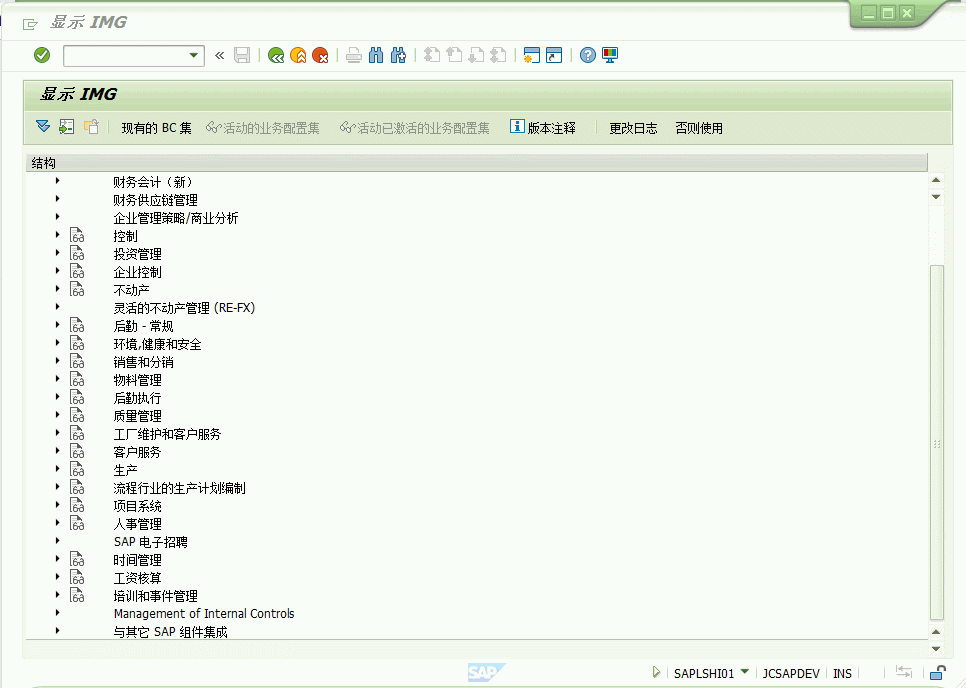 显示 IMG
显示 IMG
现有的 BC 集 活动的业务配置集 活动已激活的业务配置集 版本注释 更改日志 否则使用
结构
财务会计（新）
财务供应链管理
企业管理策略/商业分析
控制
投资管理
企业控制
不动产
灵活的不动产管理 (RE-FX)
后勤 - 常规
环境,健康和安全
销售和分销
物料管理
后勤执行
质量管理
工厂维护和客户服务
客户服务
生产
流程行业的生产计划编制
项目系统
人事管理
SAP 电子招聘
时间管理
工资核算
培训和事件管理
Management of Internal Controls
与其它 SAP 组件集成
SAP SAPLSHI01 JCSAPDEV INS